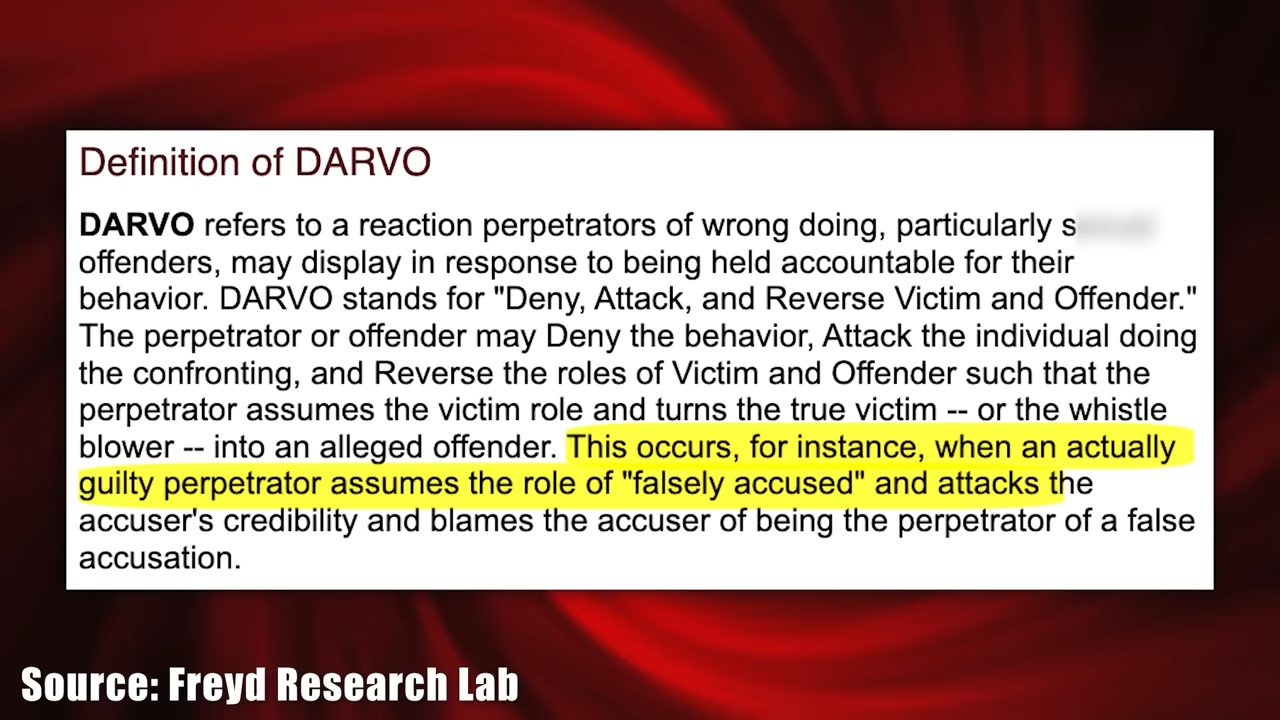 Definition of DARVO
DARVO refers to a reaction perpetrators of wrong doing, particularly
offenders, may display in response to being held accountable for their
behavior. DARVO stands for "Deny, Attack, and Reverse Victim and Offender."
The perpetrator or offender may Deny the behavior, Attack the individual doing
the confronting, and Reverse the roles of Victim and Offender such that the
perpetrator assumes the victim role and turns the true victim -- or the whistle
blower -- into an alleged offender. This occurs, for instance, when an actually
guilty perpetrator assumes the role of "falsely accused" and attacks the
accuser's credibility and blames the accuser of being the perpetrator of a false
accusation.
Source: Freyd Research Lab